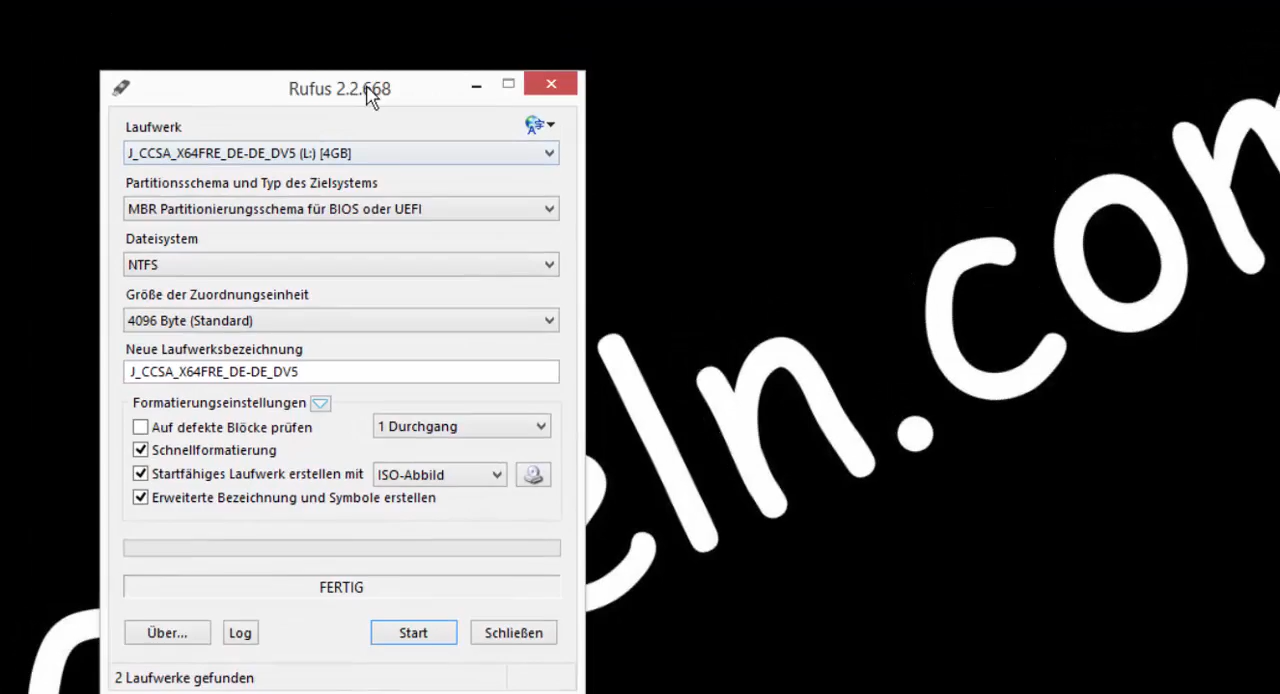 Rufus 2.2.668
Laufwerk
J_CCSA_X64FRE_DE-DE_DV5 (L:) [4GB]
Partitionsschema und Typ des Zielsystems
MBR Partitionierungsschema für BIOS oder UEFI
Dateisystem
NTFS
Größe der Zuordnungseinheit
4096 Byte (Standard)
Neue Laufwerksbezeichnung
J_CCSA_X64FRE_DE-DE_DV5
Formatierungseinstellungen
Auf defekte Blöcke prüfen 1 Durchgang
Schnellformatierung
Startfähiges Laufwerk erstellen mit ISO-Abbild
Erweiterte Bezeichnung und Symbole erstellen
FERTIG
Über... Log Start Schließen
2 Laufwerke gefunden
eln.com